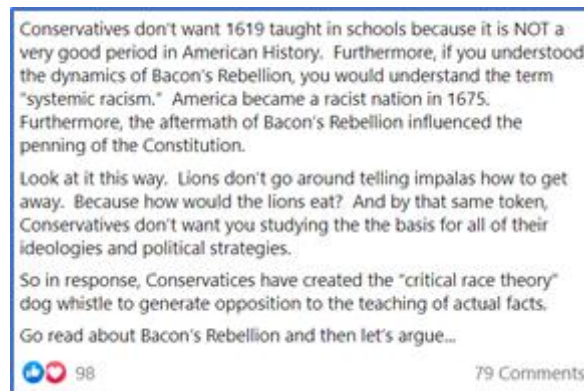 Conservatives don't want 1619 taught in schools because it is NOT a
very good period in American History. Furthermore, if you understood
the dynamics of Bacon's Rebellion, you would understand the term
"systemic racism." America became a racist nation in 1675.
Furthermore, the aftermath of Bacon's Rebellion influenced the
penning of the Constitution.
Look at it this way. Lions don't go around telling impalas how to get
away. Because how would the lions eat? And by that same token,
Conservatives don't want you studying the the basis for all of their
ideologies and political strategies.
So in response, Conservatices have created the "critical race theory"
dog whistle to generate opposition to the teaching of actual facts.
Go read about Bacon's Rebellion and then let's argue...
98 79 Comments